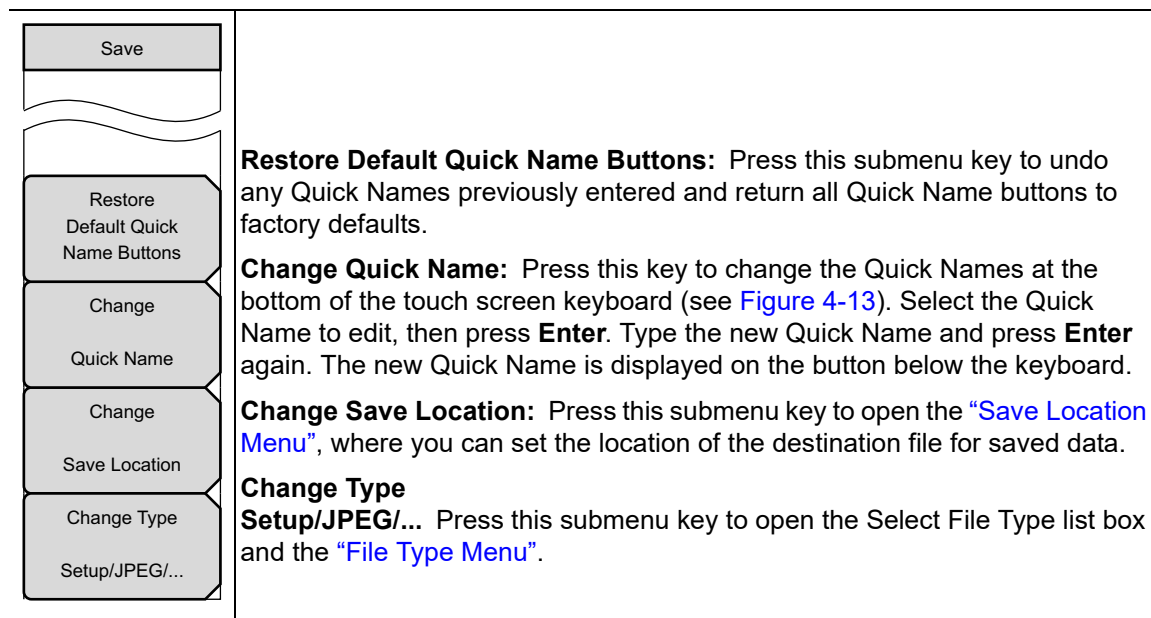 Save
Restore
Default Quick
Name Buttons
Change
Quick Name
Change
Save Location
Change Type
Setup/JPEG/...
Restore Default Quick Name Buttons: Press this submenu key to undo
any Quick Names previously entered and return all Quick Name buttons to
factory defaults.
Change Quick Name: Press this key to change the Quick Names at the
bottom of the touch screen keyboard (see Figure 4-13). Select the Quick
Name to edit, then press Enter. Type the new Quick Name and press Enter
again. The new Quick Name is displayed on the button below the keyboard.
Change Save Location: Press this submenu key to open the “Save Location
Menu”, where you can set the location of the destination file for saved data.
Change Type
Setup/JPEG/... Press this submenu key to open the Select File Type list box
and the “File Type Menu”.